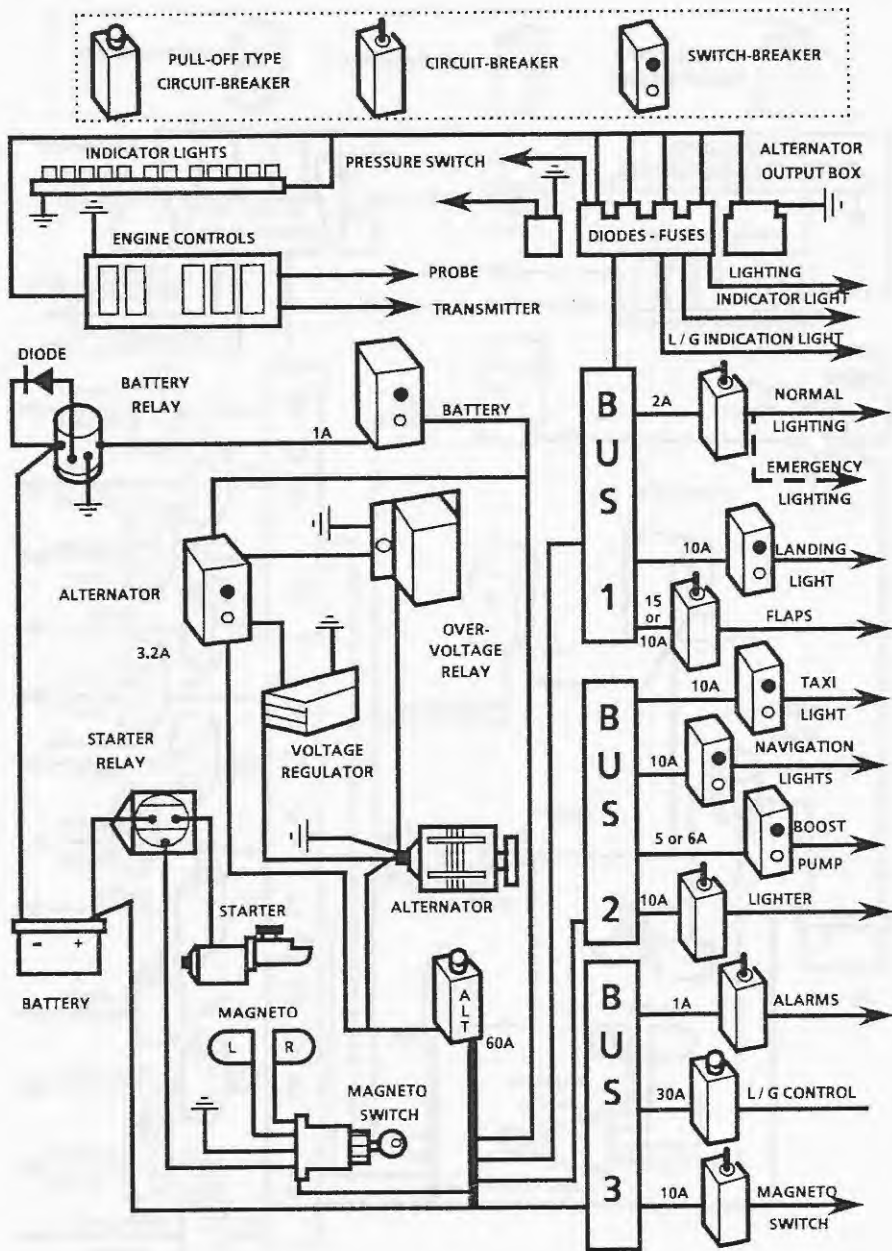 PULL-OFF TYPE
CIRCUIT-BREAKER
CIRCUIT-BREAKER
SWITCH-BREAKER
INDICATOR LIGHTS
PRESSURE SWITCH
ALTERNATOR
OUTPUT BOX
ENGINE CONTROLS
DIODES - FUSES
PROBE
TRANSMITTER
LIGHTING
INDICATOR LIGHT
L / G INDICATION LIGHT
DIODE
BATTERY
RELAY
1A
BATTERY
BUS 1
2A
NORMAL
LIGHTING
EMERGENCY
LIGHTING
10A
LANDING
LIGHT
15
or
10A
FLAPS
ALTERNATOR
3.2A
OVER-
VOLTAGE
RELAY
VOLTAGE
REGULATOR
STARTER
RELAY
BUS 2
10A
TAXI
LIGHT
10A
NAVIGATION
LIGHTS
5 or 6A
BOOST
PUMP
10A
LIGHTER
ALTERNATOR
STARTER
- +
BATTERY
MAGNETO
L R
ALT
60A
MAGNETO
SWITCH
BUS 3
1A
ALARMS
30A
L / G CONTROL
10A
MAGNETO
SWITCH